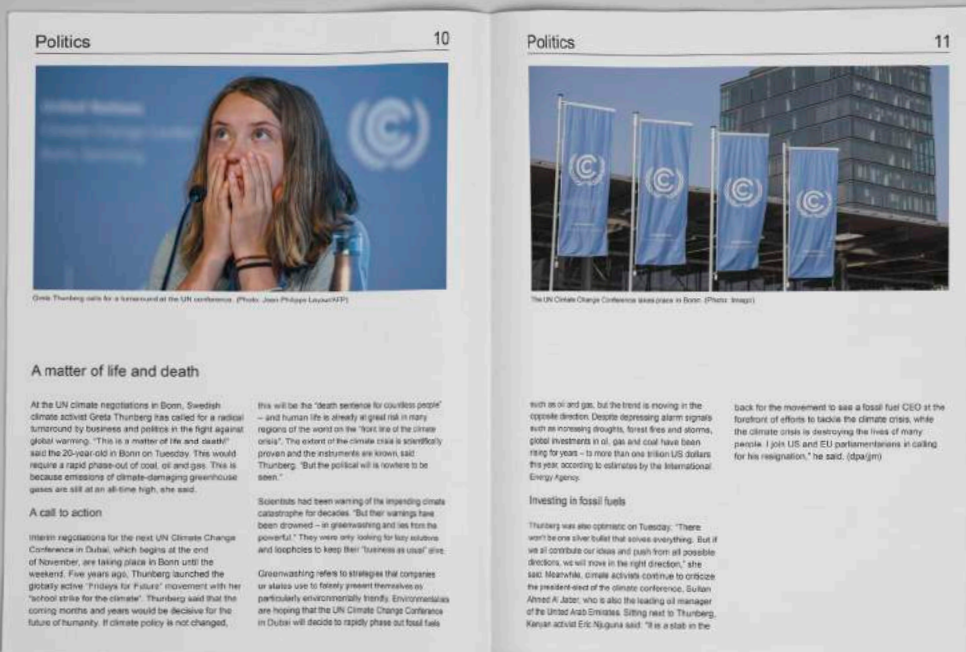 Politics
10
United Nations
Climate Change
Greta Thunberg calls for a turnaround at the UN conference. (Photo: Jean-Philippe
A matter of life and death
At the UN climate negotiations in Bonn, Swedish
climate activist Greta Thunberg has called for a radical
turnaround by business and politics in the fight against
global warming. "This is a matter of life and death!"
said the 20-year-old in Bonn on Tuesday. This would
require a rapid phase-out of coal, oil and gas. This is
because emissions of climate-damaging greenhouse
gases are still at an all-time high, she said.
A call to action
Interim negotiations for the next UN Climate Change
Conference in Dubai, which begins at the end
of November, are taking place in Bonn until the
weekend. Five years ago, Thunberg launched the
globally active "Fridays for Future" movement with her
"school strike for the climate". Thunberg said that the
coming months and years would be decisive for the
future of humanity. If climate policy is not changed,
this will be the "death sentence for countless people"
– and human life is already at great risk in many
regions of the world on the "front line of the climate
crisis". The extent of the climate crisis is scientifically
proven and the instruments are known, said
Thunberg. "But the political will is nowhere to be
seen."
Scientists had been warning of the impending climate
catastrophe for decades. "But their warnings have
been drowned – in greenwashing and lies from the
powerful." They were only looking for lazy solutions
and loopholes to keep their "business as usual" alive.
Greenwashing refers to strategies that companies
or states use to falsely present themselves as
particularly environmentally friendly. Environmentalists
are hoping that the UN Climate Change Conference
in Dubai will decide to rapidly phase out fossil fuels
Politics
11
The UN Climate Change Conference takes place in Bonn. (Photo: Imago)
such as oil and gas, but the trend is moving in the
opposite direction. Despite depressing alarm signals
such as increasing droughts, forest fires and storms,
global investments in oil, gas and coal have been
rising for years – to more than one trillion US dollars
this year, according to estimates by the International
Energy Agency.
Investing in fossil fuels
Thunberg was also optimistic on Tuesday. "There
won't be one silver bullet that solves everything. But if
we all contribute our ideas and push from all possible
directions, we will move in the right direction," she
said. Meanwhile, climate activists continue to criticize
the president-elect of the climate conference, Sultan
Ahmed Al Jaber, who is also the leading oil manager
of the United Arab Emirates. Sitting next to Thunberg,
Kenyan activist Eric Njuguna said: "It is a stab in the
back for the movement to see a fossil fuel CEO at the
forefront of efforts to tackle the climate crisis, while
the climate crisis is destroying the lives of many
people. I join US and EU parliamentarians in calling
for his resignation," he said. (dpa/jm)